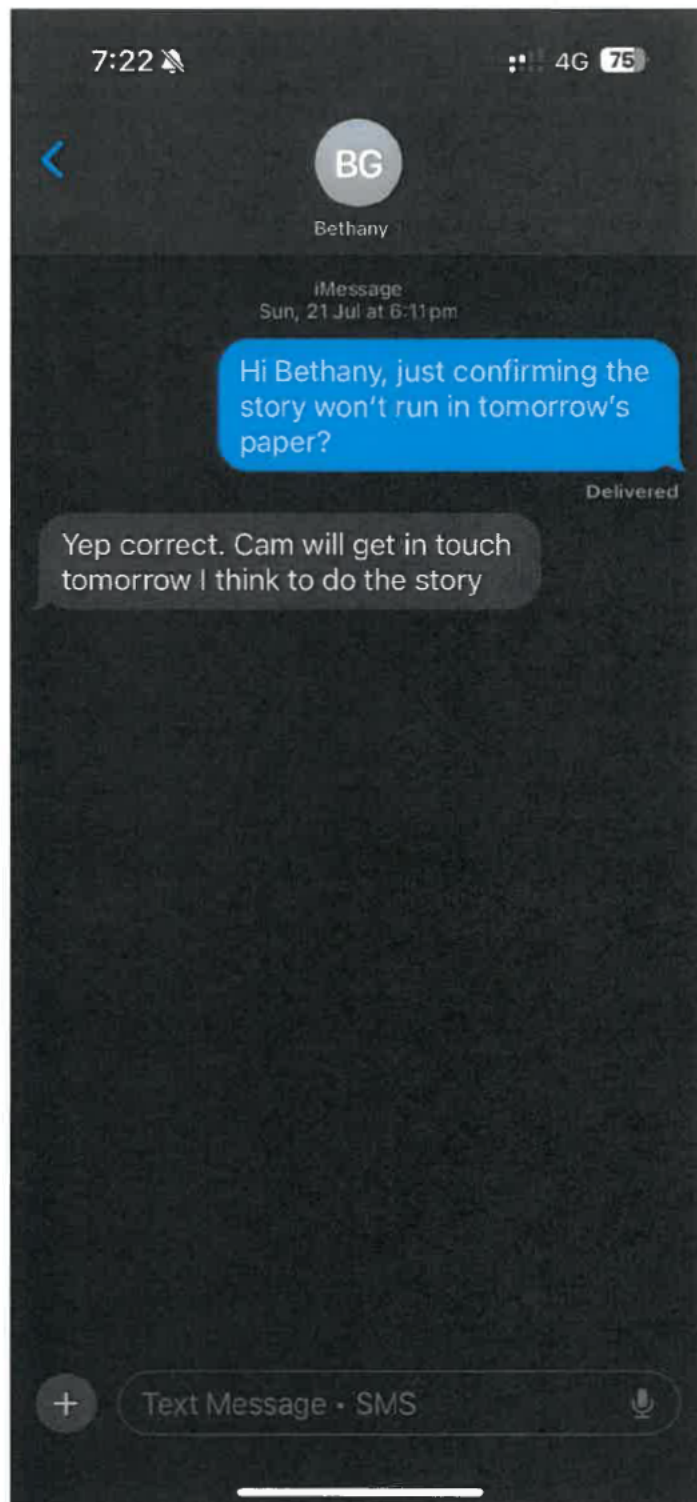 7:22
4G 75
BG
Bethany
iMessage
Sun, 21 Jul at 6:11pm
Hi Bethany, just confirming the
story won't run in tomorrow's
paper?
Delivered
Yep correct. Cam will get in touch
tomorrow I think to do the story
+
Text Message • SMS